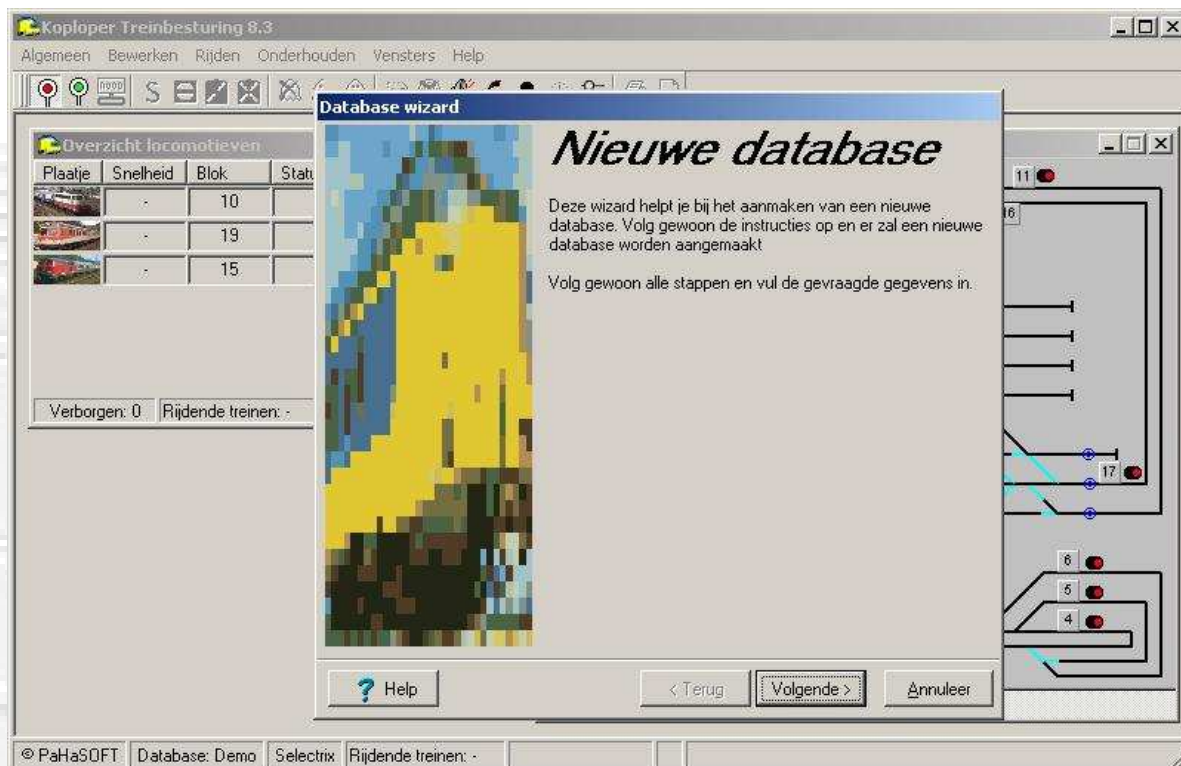 Koploper Treinbesturing 8.3
Algemeen Bewerken Rijden Onderhouden Vensters Help
noop
S
Database wizard
Overzicht locomotieven
Plaatje Snelheid Blok
- 10
- 19
- 15
Verborgen: 0 Rijdende treinen: -
Nieuwe database
Deze wizard helpt je bij het aanmaken van een nieuwe
database. Volg gewoon de instructies op en er zal een nieuwe
database worden aangemaakt
Volg gewoon alle stappen en vul de gevraagde gegevens in.
? Help
< Terug
Volgende >
Annuleer
11
16
17
6
5
4
© PaHaSOFT Database: Demo Selectrix Rijdende treinen: -